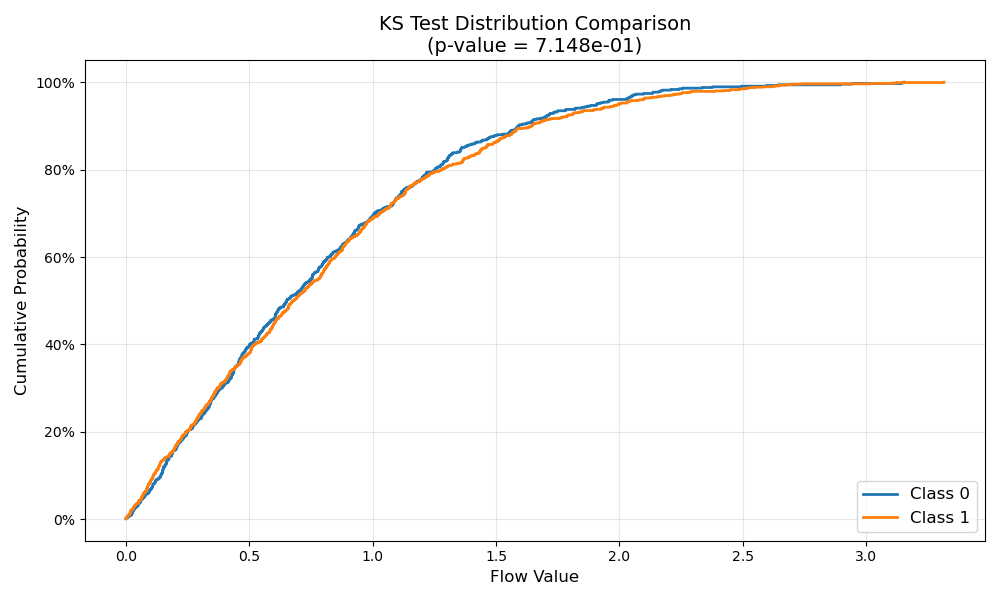 KS Test Distribution Comparison
(p-value = 7.148e-01)
100%
80%
60%
40%
20%
0%
Cumulative Probability
0.0 0.5 1.0 1.5 2.0 2.5 3.0
Flow Value
Class 0
Class 1